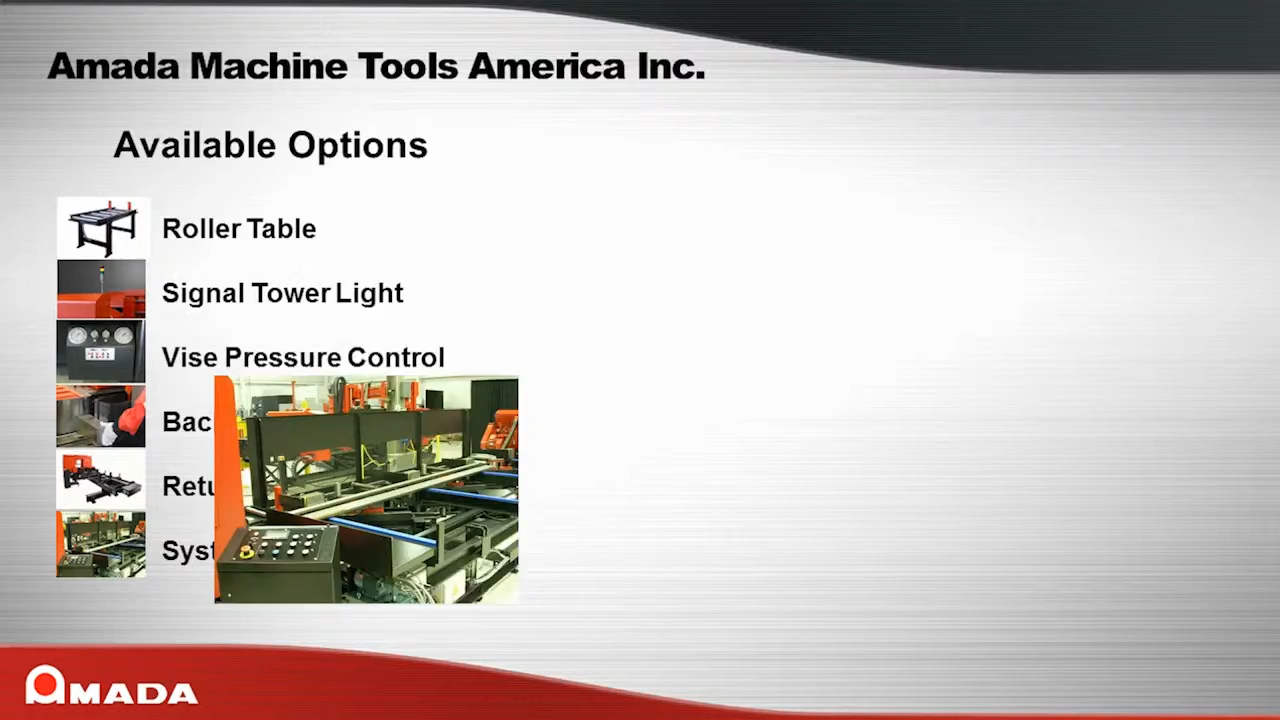 Amada Machine Tools America Inc.
Available Options
Roller Table
Signal Tower Light
Vise Pressure Control
Bac
Retu
Syst
AMADA